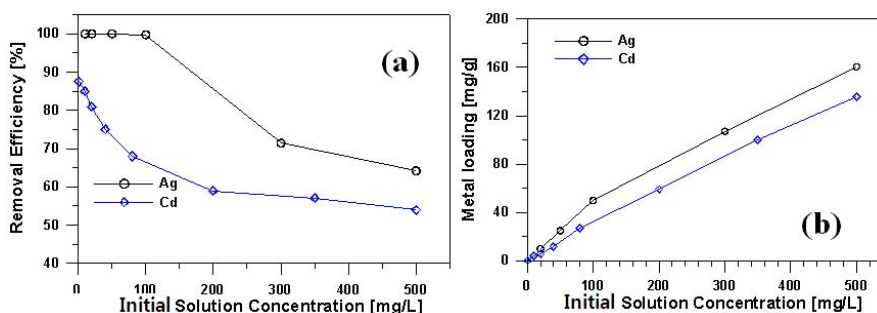 110
100
90
80
70
60
50
40
Removal Efficiency [%]
(a)
Ag
Cd
0 100 200 300 400 500
Initial Solution Concentration [mg/L]
200
160
120
80
40
0
Metal loading [mg/g]
Ag
Cd
(b)
0 100 200 300 400 500
Initial Solution Concentration [mg/L]